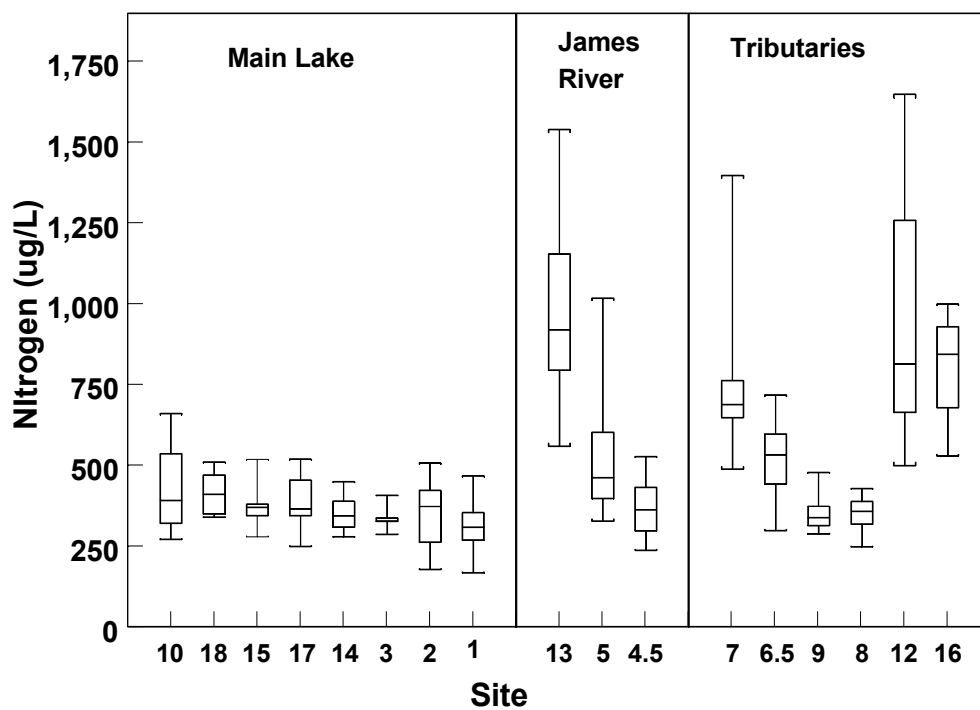 Main Lake
James
River
Tributaries
1,750
1,500
1,250
1,000
750
500
250
0
NItrogen (ug/L)
10 18 15 17 14 3 2 1 13 5 4.5 7 6.5 9 8 12 16
Site